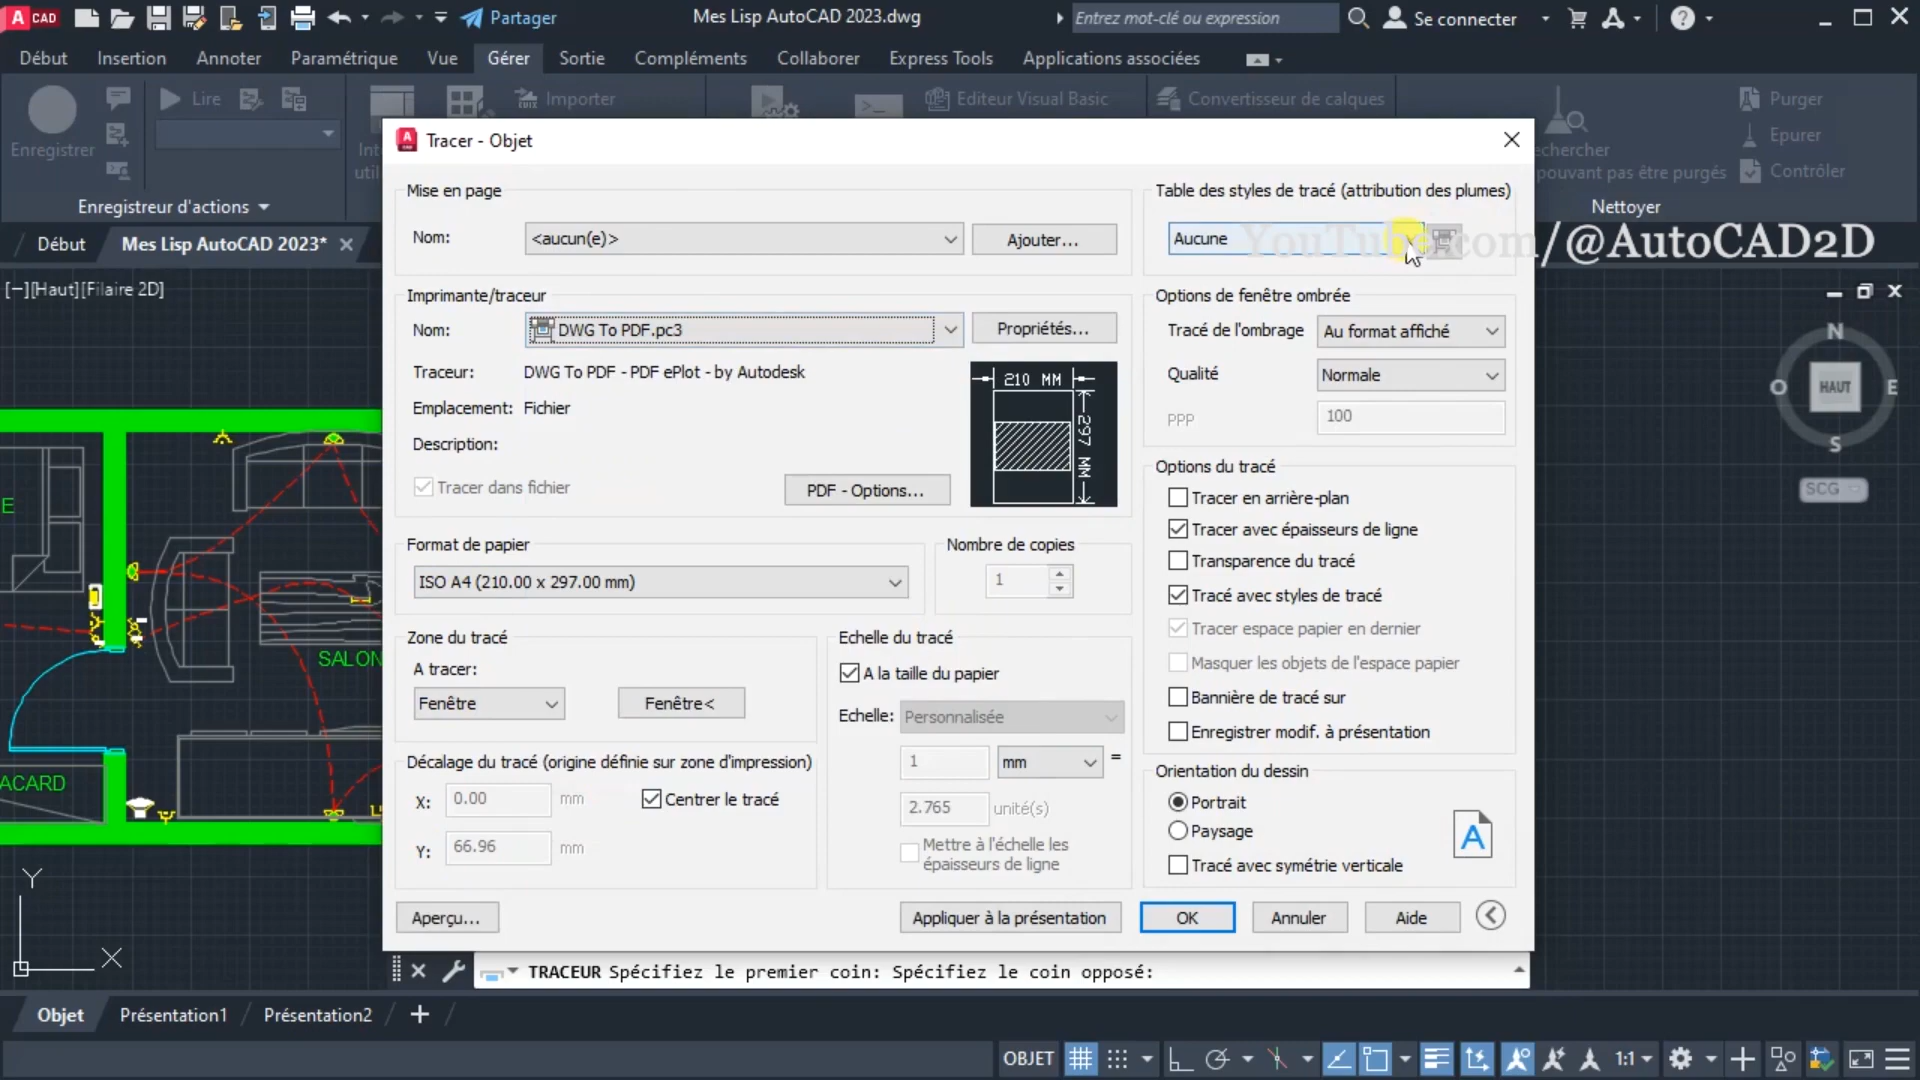 A CAD
Partager
Mes Lisp AutoCAD 2023.dwg
Entrez mot-clé ou expression
Se connecter
Début
Insertion
Annoter
Paramétrique
Vue
Gérer
Sortie
Compléments
Collaborer
Express Tools
Applications associées
Lire
Importer
Editeur Visual Basic
Convertisseur de calques
Purger
Enregistrer
Int
util
echercher
pouvant pas être purgés
Epurer
Contrôler
Enregistreur d'actions
Nettoyer
Début
Mes Lisp AutoCAD 2023*
YouTube.com/@AutoCAD2D
[−][Haut][Filaire 2D]
N
O
HAUT
E
S
SCG
E
SALON
ACARD
Y
X
Tracer - Objet
Mise en page
Nom:
<aucun(e)>
Ajouter...
Table des styles de tracé (attribution des plumes)
Aucune
Imprimante/traceur
Nom:
DWG To PDF.pc3
Propriétés...
Traceur:
DWG To PDF - PDF ePlot - by Autodesk
Emplacement:
Fichier
Description:
Tracer dans fichier
PDF - Options...
210 MM
297 MM
Options de fenêtre ombrée
Tracé de l'ombrage
Au format affiché
Qualité
Normale
PPP
100
Format de papier
ISO A4 (210.00 x 297.00 mm)
Nombre de copies
1
Options du tracé
Tracer en arrière-plan
Tracer avec épaisseurs de ligne
Transparence du tracé
Tracé avec styles de tracé
Tracer espace papier en dernier
Masquer les objets de l'espace papier
Bannière de tracé sur
Enregistrer modif. à présentation
Zone du tracé
A tracer:
Fenêtre
Fenêtre<
Echelle du tracé
A la taille du papier
Echelle:
Personnalisée
1
mm
=
2.765
unité(s)
Mettre à l'échelle les
épaisseurs de ligne
Décalage du tracé (origine définie sur zone d'impression)
X:
0.00
mm
Centrer le tracé
Y:
66.96
mm
Orientation du dessin
Portrait
Paysage
Tracé avec symétrie verticale
A
Aperçu...
Appliquer à la présentation
OK
Annuler
Aide
TRACEUR Spécifiez le premier coin: Spécifiez le coin opposé:
Objet
Présentation1
Présentation2
OBJET
1:1